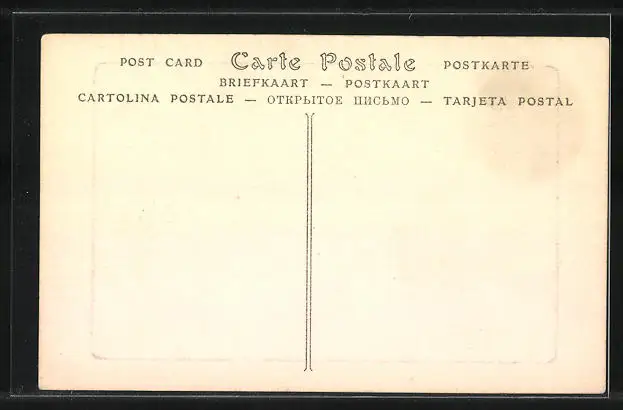 POST CARD Carte Postale POSTKARTE
BRIEFKAART — POSTKAART
CARTOLINA POSTALE — ОТКРЫТОЕ ПИСЬМО — TARJETA POSTAL